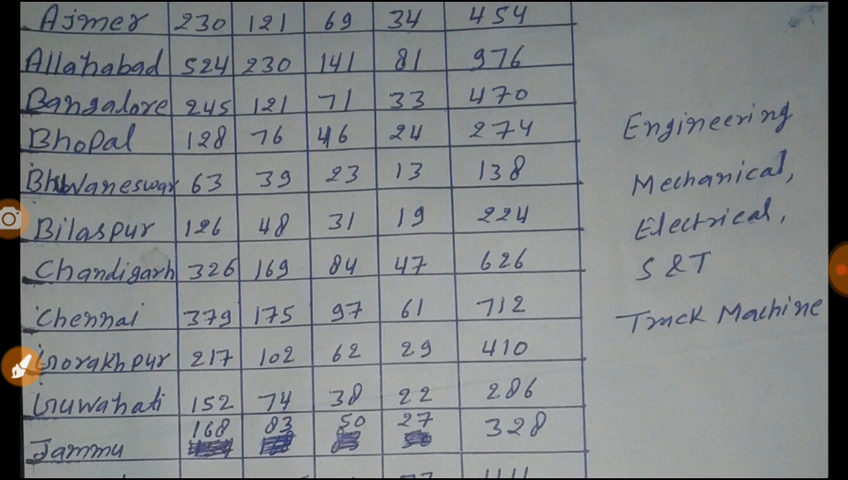 Ajmer 230 121 69 34 454
Allahabad 524 230 141 81 976
Bangalore 245 121 71 33 470
Bhopal 128 76 46 24 274
Bhuwaneswar 63 39 23 13 138
Bilaspur 126 48 31 19 224
Chandigarh 326 169 84 47 626
Chennai 379 175 97 61 712
Gorakhpur 217 102 62 29 410
Guwahati 152 74 38 22 286
Jammu 168 83 50 27 328
Engineering
Mechanical,
Electrical,
S &T
Track Machine